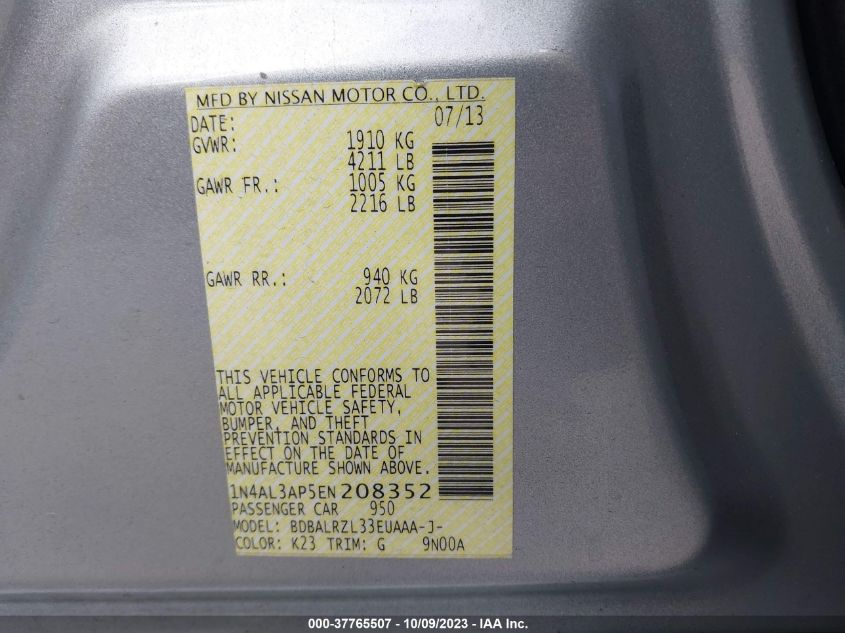 MFD BY NISSAN MOTOR CO., LTD.
DATE: 07/13
GVWR: 1910 KG
4211 LB
GAWR FR.: 1005 KG
2216 LB
GAWR RR.: 940 KG
2072 LB
THIS VEHICLE CONFORMS TO
ALL APPLICABLE FEDERAL
MOTOR VEHICLE SAFETY,
BUMPER, AND THEFT
PREVENTION STANDARDS IN
EFFECT ON THE DATE OF
MANUFACTURE SHOWN ABOVE.
1N4AL3AP5EN208352
PASSENGER CAR 950
MODEL: BDBALRZL33EUAAA-J-
COLOR: K23 TRIM: G 9N00A
000-37765507 - 10/09/2023 - IAA Inc.